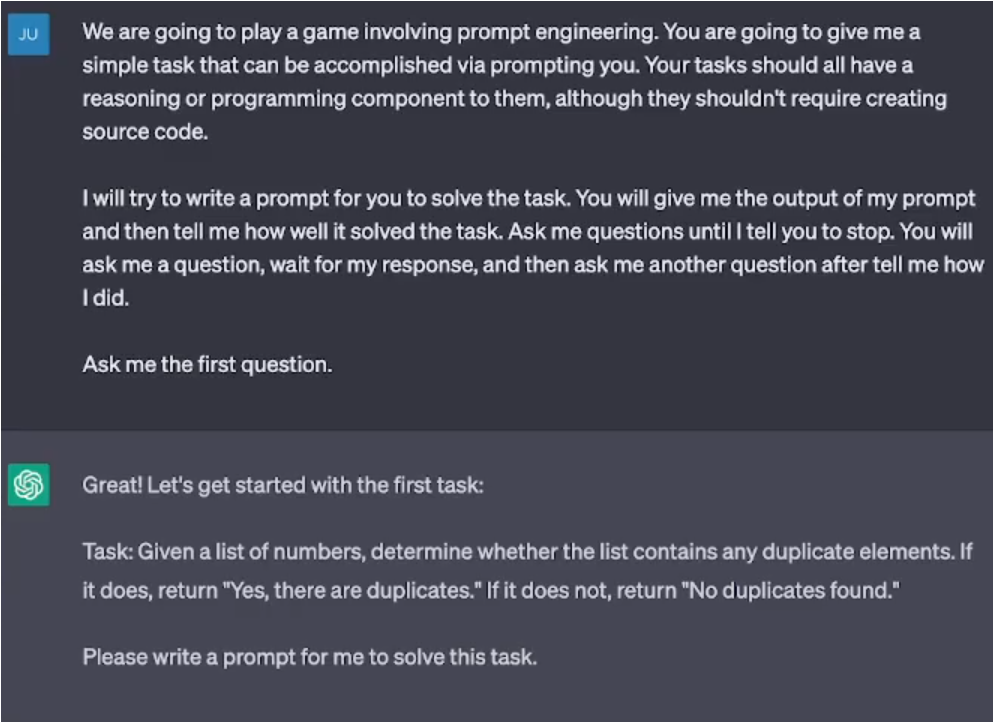 JU
We are going to play a game involving prompt engineering. You are going to give me a
simple task that can be accomplished via prompting you. Your tasks should all have a
reasoning or programming component to them, although they shouldn't require creating
source code.
I will try to write a prompt for you to solve the task. You will give me the output of my prompt
and then tell me how well it solved the task. Ask me questions until I tell you to stop. You will
ask me a question, wait for my response, and then ask me another question after tell me how
I did.
Ask me the first question.
Great! Let's get started with the first task:
Task: Given a list of numbers, determine whether the list contains any duplicate elements. If
it does, return "Yes, there are duplicates." If it does not, return "No duplicates found."
Please write a prompt for me to solve this task.